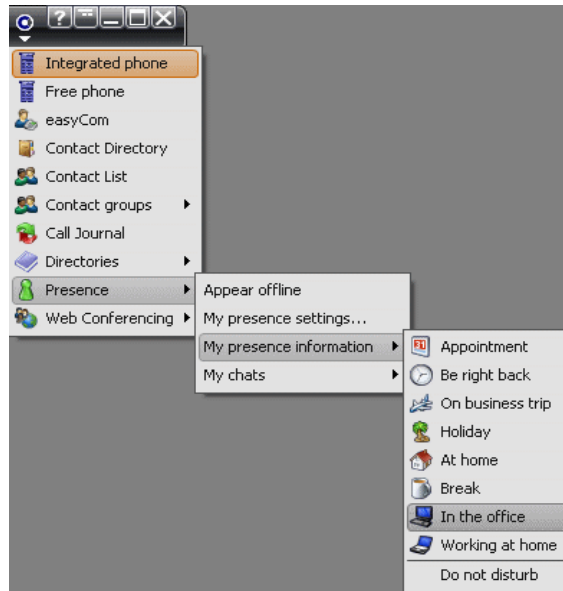 ?
Integrated phone
Free phone
easyCom
Contact Directory
Contact List
Contact groups
Call Journal
Directories
Presence
Web Conferencing
Appear offline
My presence settings...
My presence information
My chats
31 Appointment
Be right back
On business trip
Holiday
At home
Break
In the office
Working at home
Do not disturb